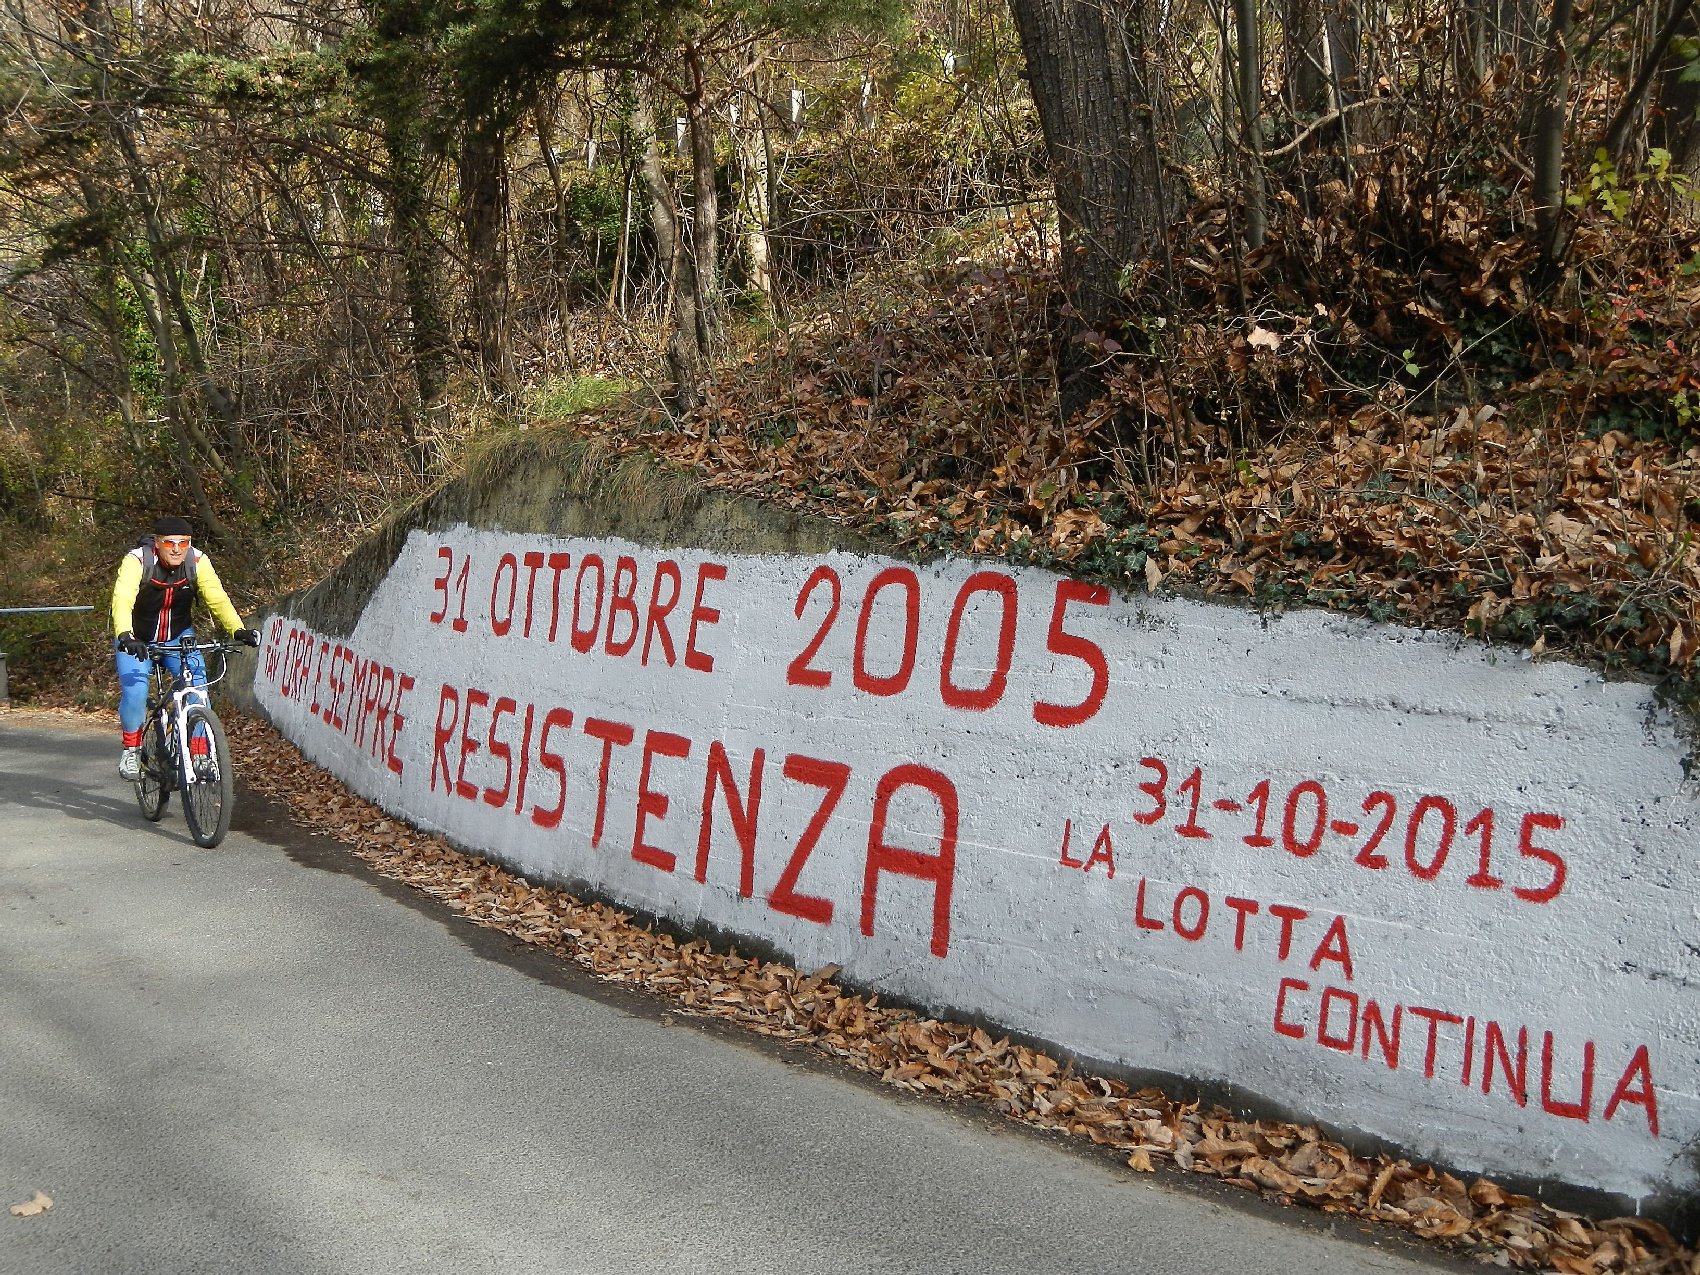 31 OTTOBRE 2005
ORA E SEMPRE RESISTENZA
31-10-2015
LA
LOTTA
CONTINUA